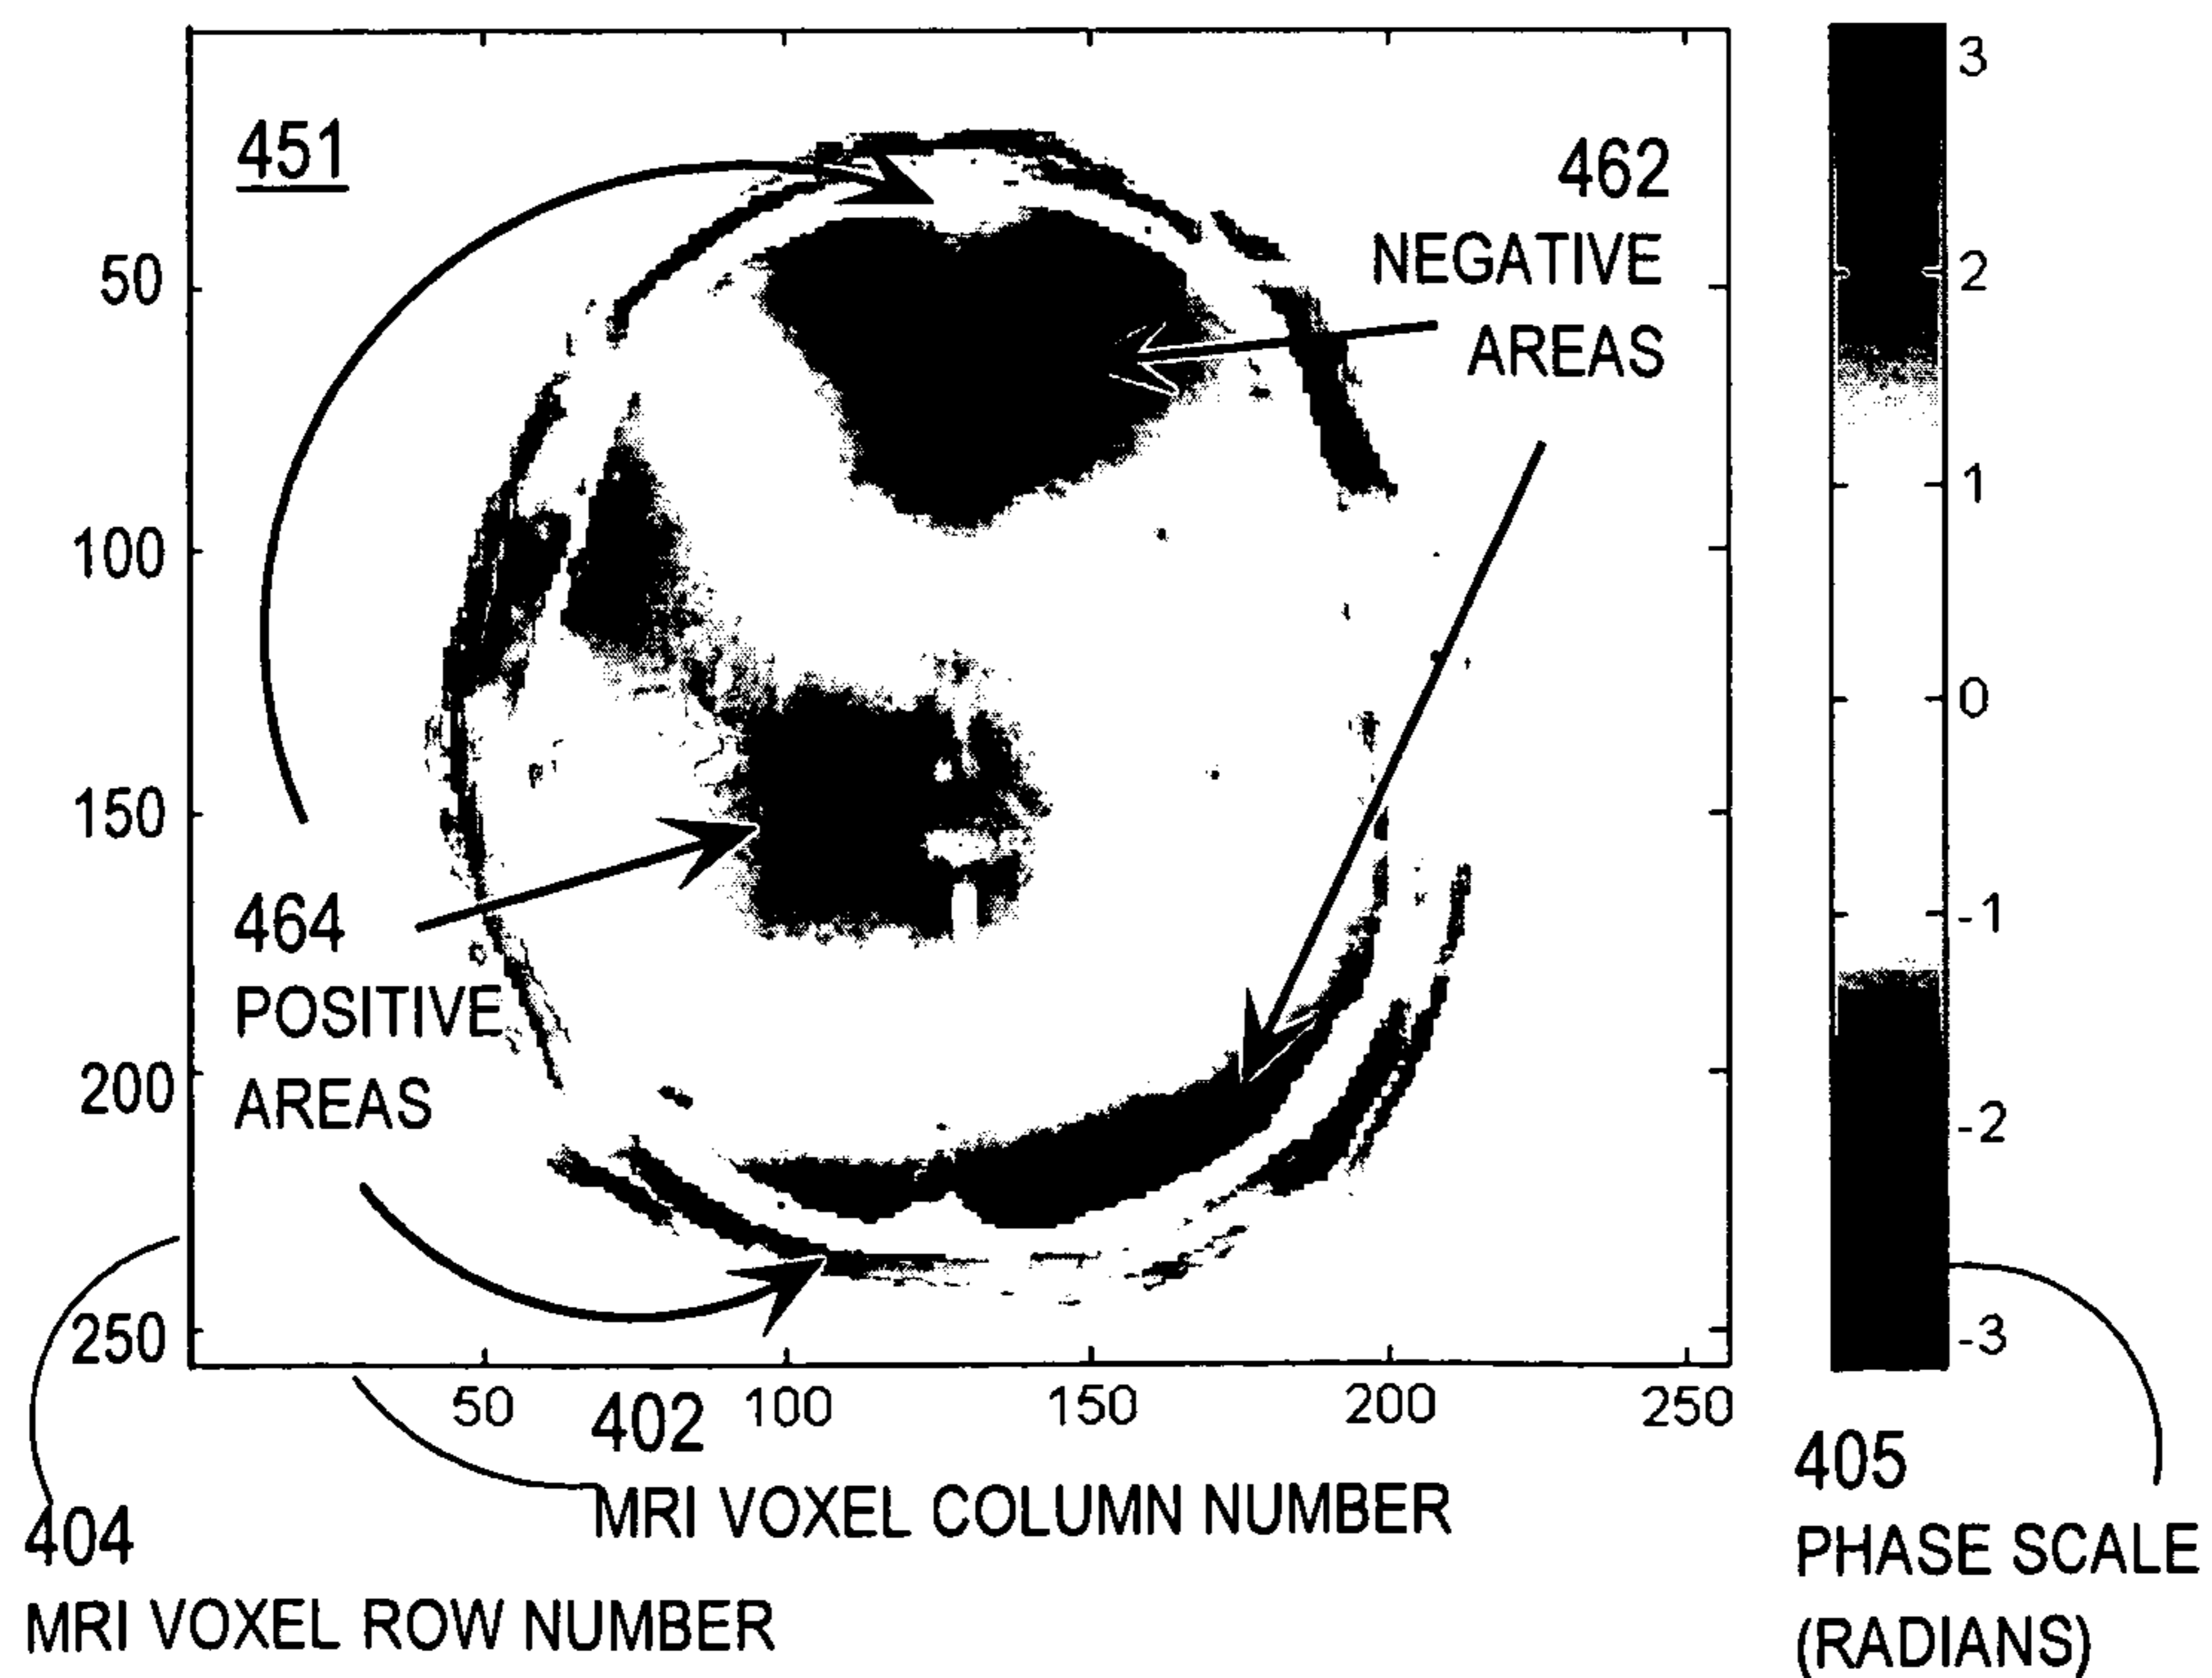 451
462
NEGATIVE
AREAS
464
POSITIVE
AREAS
50
100
150
200
250
50
100
150
200
250
3
2
1
0
-1
-2
-3
402
MRI VOXEL COLUMN NUMBER
404
MRI VOXEL ROW NUMBER
405
PHASE SCALE
(RADIANS)